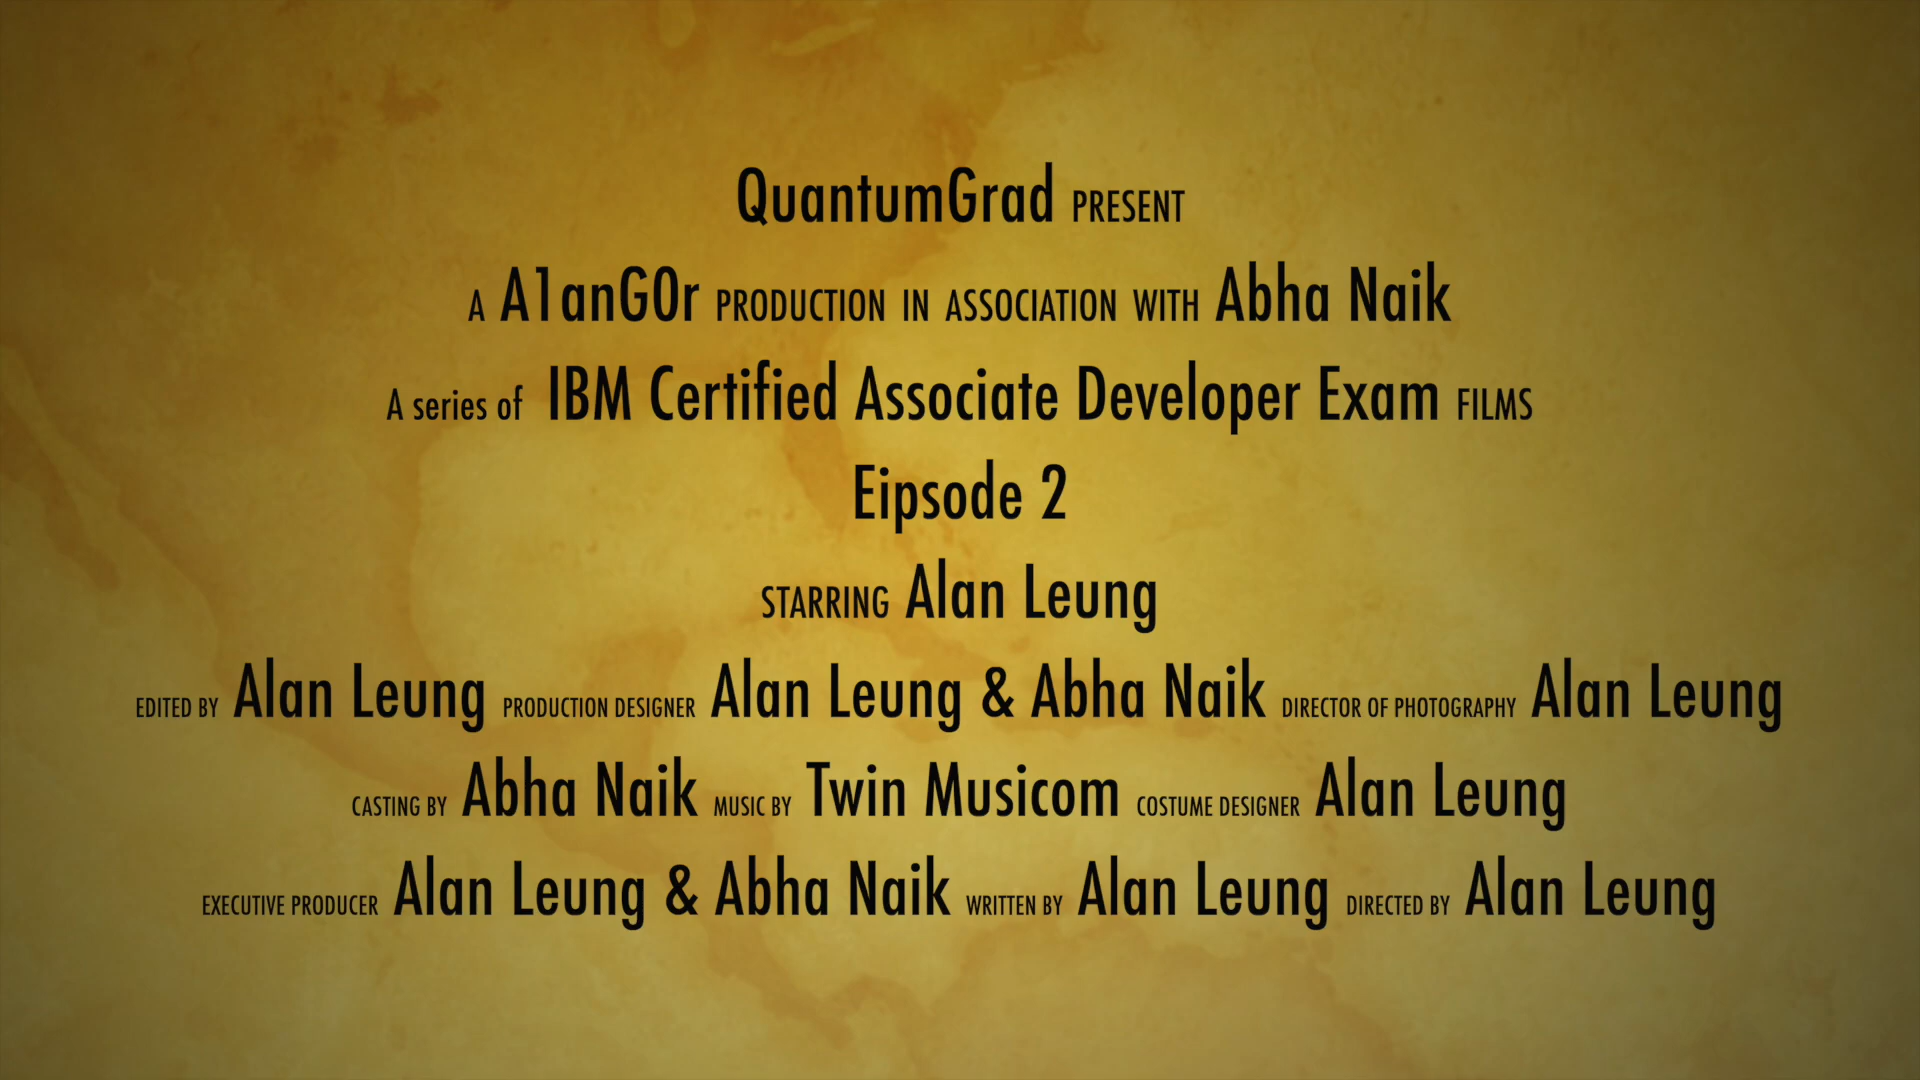 QuantumGrad PRESENT
A A1anG0r PRODUCTION IN ASSOCIATION WITH Abha Naik
A series of IBM Certified Associate Developer Exam FILMS
Eipsode 2
STARRING Alan Leung
EDITED BY Alan Leung PRODUCTION DESIGNER Alan Leung & Abha Naik DIRECTOR OF PHOTOGRAPHY Alan Leung
CASTING BY Abha Naik MUSIC BY Twin Musicom COSTUME DESIGNER Alan Leung
EXECUTIVE PRODUCER Alan Leung & Abha Naik WRITTEN BY Alan Leung DIRECTED BY Alan Leung